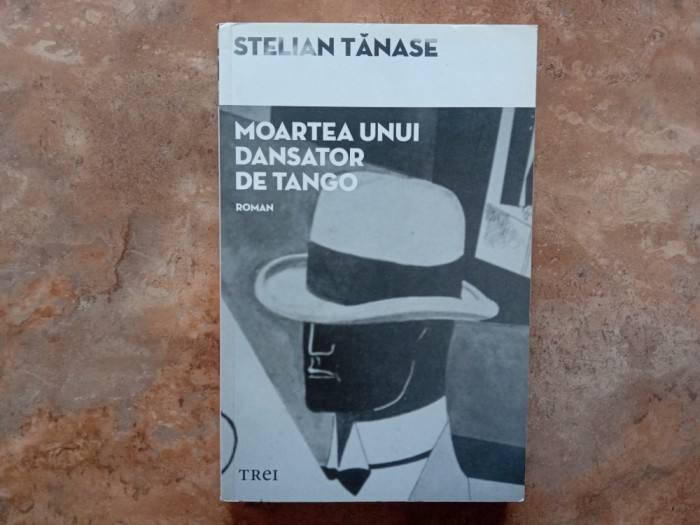 STELIAN TĂNASE
MOARTEA UNUI
DANSATOR
DE TANGO
ROMAN
TREI